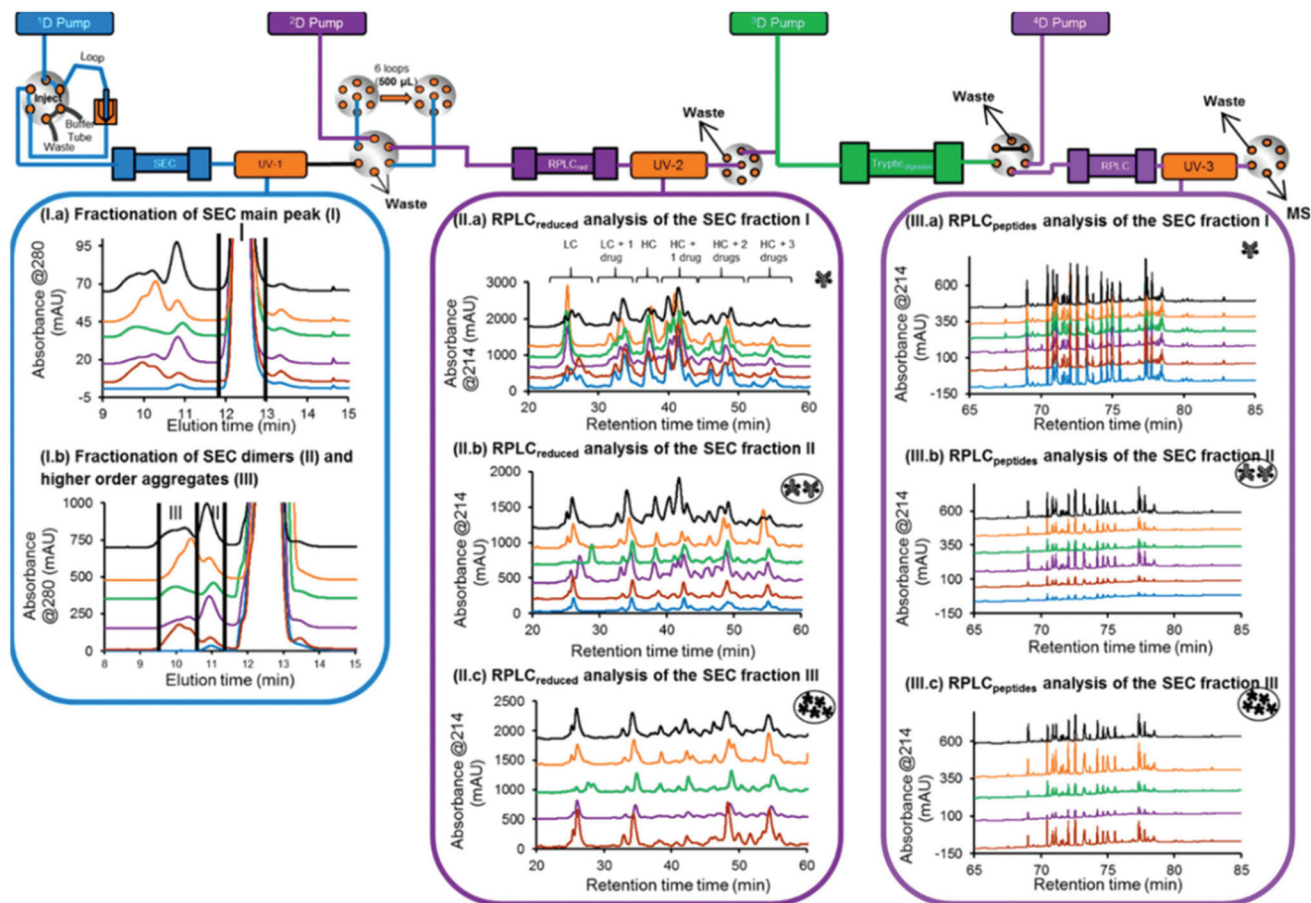 ¹D Pump
²D Pump
³D Pump
⁴D Pump
Loop
Inject
Buffer
Tube
Waste
6 loops
(500 µL)
Waste
Waste
Waste
Waste
SEC
UV-1
RPLCred
UV-2
Trypticdigestion
RPLC
UV-3
MS
(I.a) Fractionation of SEC main peak (I)
I
Absorbance @280
(mAU)
95
70
45
20
-5
9 10 11 12 13 14 15
Elution time (min)
(I.b) Fractionation of SEC dimers (II) and
higher order aggregates (III)
III II
Absorbance
@280 (mAU)
1000
750
500
250
0
8 9 10 11 12 13 14 15
Elution time (min)
(II.a) RPLCreduced analysis of the SEC fraction I
LC
LC + 1
drug
HC
HC +
1 drug
HC + 2
drugs
HC + 3
drugs
Absorbance
@214 (mAU)
3000
2000
1000
0
20 30 40 50 60
Retention time (min)
(II.b) RPLCreduced analysis of the SEC fraction II
Absorbance @214
(mAU)
2000
1500
1000
500
0
20 30 40 50 60
Retention time time (min)
(II.c) RPLCreduced analysis of the SEC fraction III
Absorbance @214
(mAU)
2500
2000
1500
1000
500
0
20 30 40 50 60
Retention time time (min)
(III.a) RPLCpeptides analysis of SEC fraction I
Absorbance @214
(mAU)
600
350
100
-150
65 70 75 80 85
Retention time (min)
(III.b) RPLCpeptides analysis of the SEC fraction II
Absorbance @214
(mAU)
600
350
100
-150
65 70 75 80 85
Retention time (min)
(III.c) RPLCpeptides analysis of the SEC fraction III
Absorbance @214
(mAU)
600
350
100
-150
65 70 75 80 85
Retention time (min)